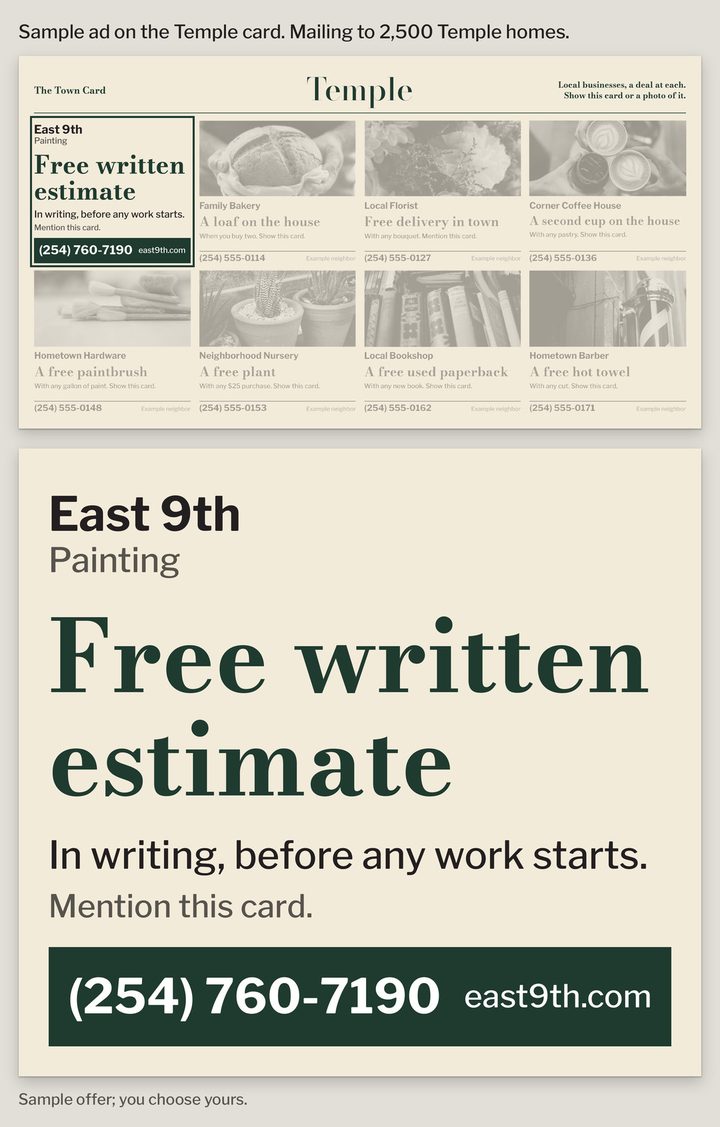 Sample ad on the Temple card. Mailing to 2,500 Temple homes.
The Town Card
Temple
Local businesses, a deal at each.
Show this card or a photo of it.
East 9th
Painting
Free written
estimate
In writing, before any work starts.
Mention this card.
(254) 760-7190 east9th.com
Family Bakery
A loaf on the house
When you buy two. Show this card.
(254) 555-0114 Example neighbor
Local Florist
Free delivery in town
With any bouquet. Mention this card.
(254) 555-0127 Example neighbor
Corner Coffee House
A second cup on the house
With any pastry. Show this card.
(254) 555-0136 Example neighbor
Hometown Hardware
A free paintbrush
With any gallon of paint. Show this card.
(254) 555-0148 Example neighbor
Neighborhood Nursery
A free plant
With any $25 purchase. Show this card.
(254) 555-0153 Example neighbor
Local Bookshop
A free used paperback
With any new book. Show this card.
(254) 555-0162 Example neighbor
Hometown Barber
A free hot towel
With any cut. Show this card.
(254) 555-0171 Example neighbor
East 9th
Painting
Free written
estimate
In writing, before any work starts.
Mention this card.
(254) 760-7190 east9th.com
Sample offer; you choose yours.